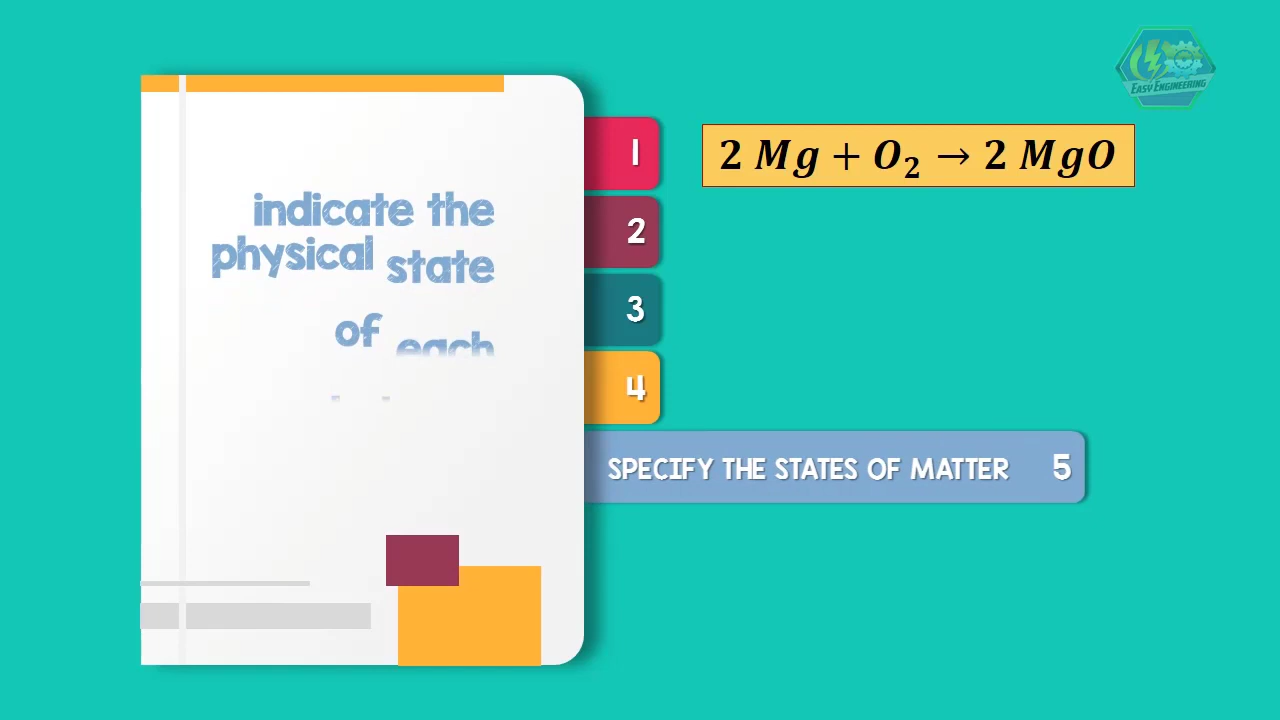 EASY ENGINEERING
1
2 Mg + O₂ → 2 MgO
indicate the
physical state
of each
2
3
4
SPECIFY THE STATES OF MATTER 5